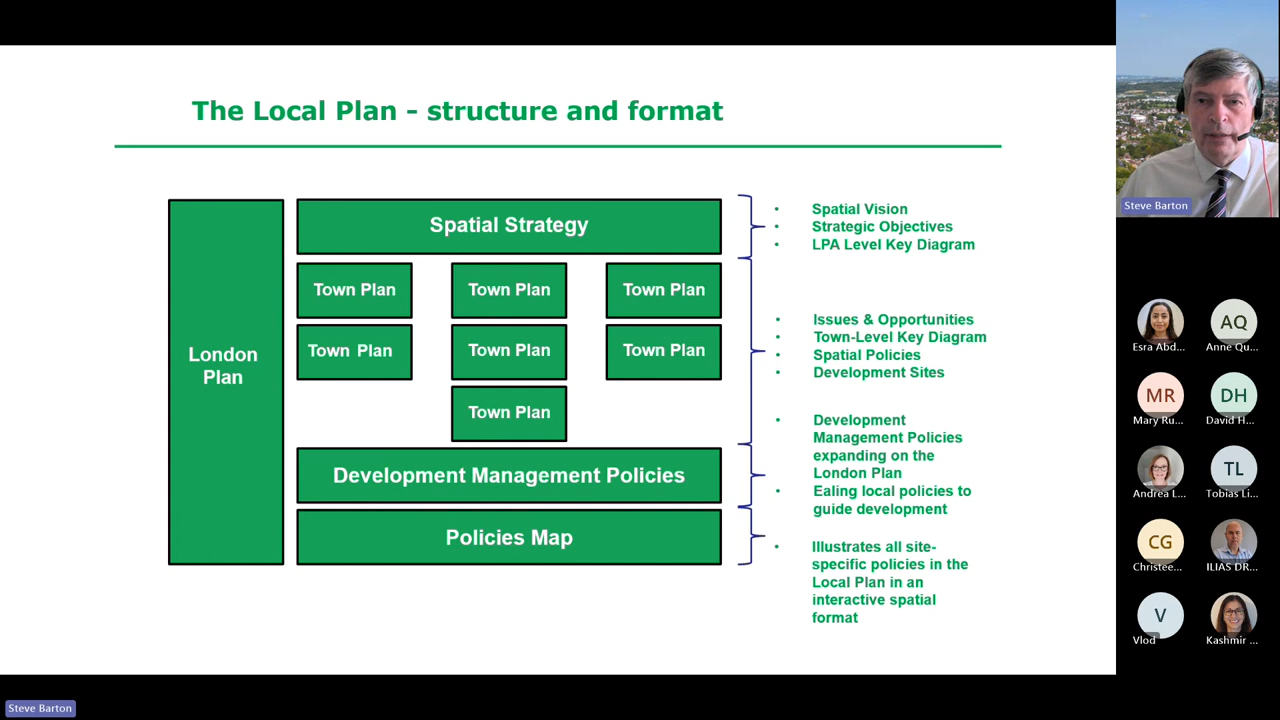 The Local Plan - structure and format
London
Plan
Spatial Strategy
Town Plan
Town Plan
Town Plan
Town Plan
Town Plan
Town Plan
Town Plan
Development Management Policies
Policies Map
• Spatial Vision
• Strategic Objectives
• LPA Level Key Diagram
• Issues & Opportunities
• Town-Level Key Diagram
• Spatial Policies
• Development Sites
• Development
Management Policies
expanding on the
London Plan
• Ealing local policies to
guide development
• Illustrates all site-
specific policies in the
Local Plan in an
interactive spatial
format
Steve Barton
Esra Abd...
AQ
Anne Qu...
MR
Mary Ru...
DH
David H...
Andrea L...
TL
Tobias Li...
CG
Christee...
ILIAS DR...
V
Vlod
Kashmir ...
Steve Barton